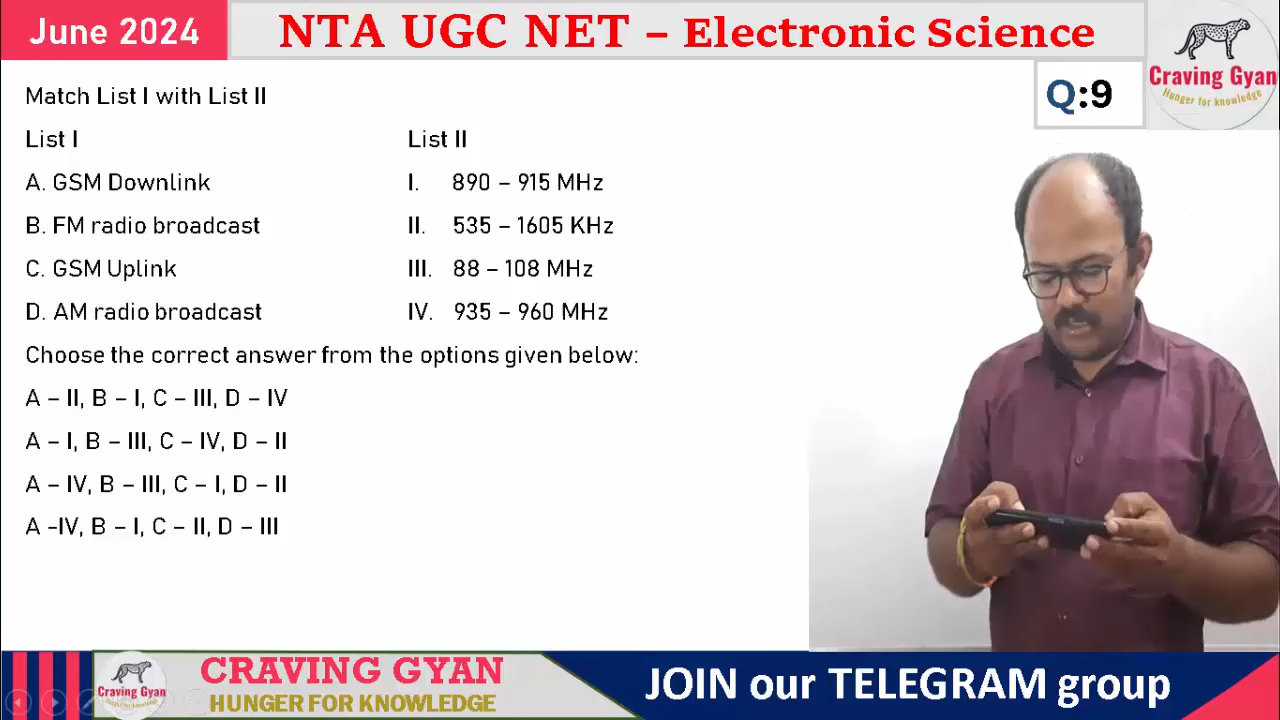 June 2024
NTA UGC NET – Electronic Science
Craving Gyan
Hunger for knowledge
Q:9
Match List I with List II
List I List II
A. GSM Downlink I. 890 – 915 MHz
B. FM radio broadcast II. 535 – 1605 KHz
C. GSM Uplink III. 88 – 108 MHz
D. AM radio broadcast IV. 935 – 960 MHz
Choose the correct answer from the options given below:
A – II, B – I, C – III, D – IV
A – I, B – III, C – IV, D – II
A – IV, B – III, C – I, D – II
A -IV, B – I, C – II, D – III
Craving Gyan
CRAVING GYAN
HUNGER FOR KNOWLEDGE
JOIN our TELEGRAM group